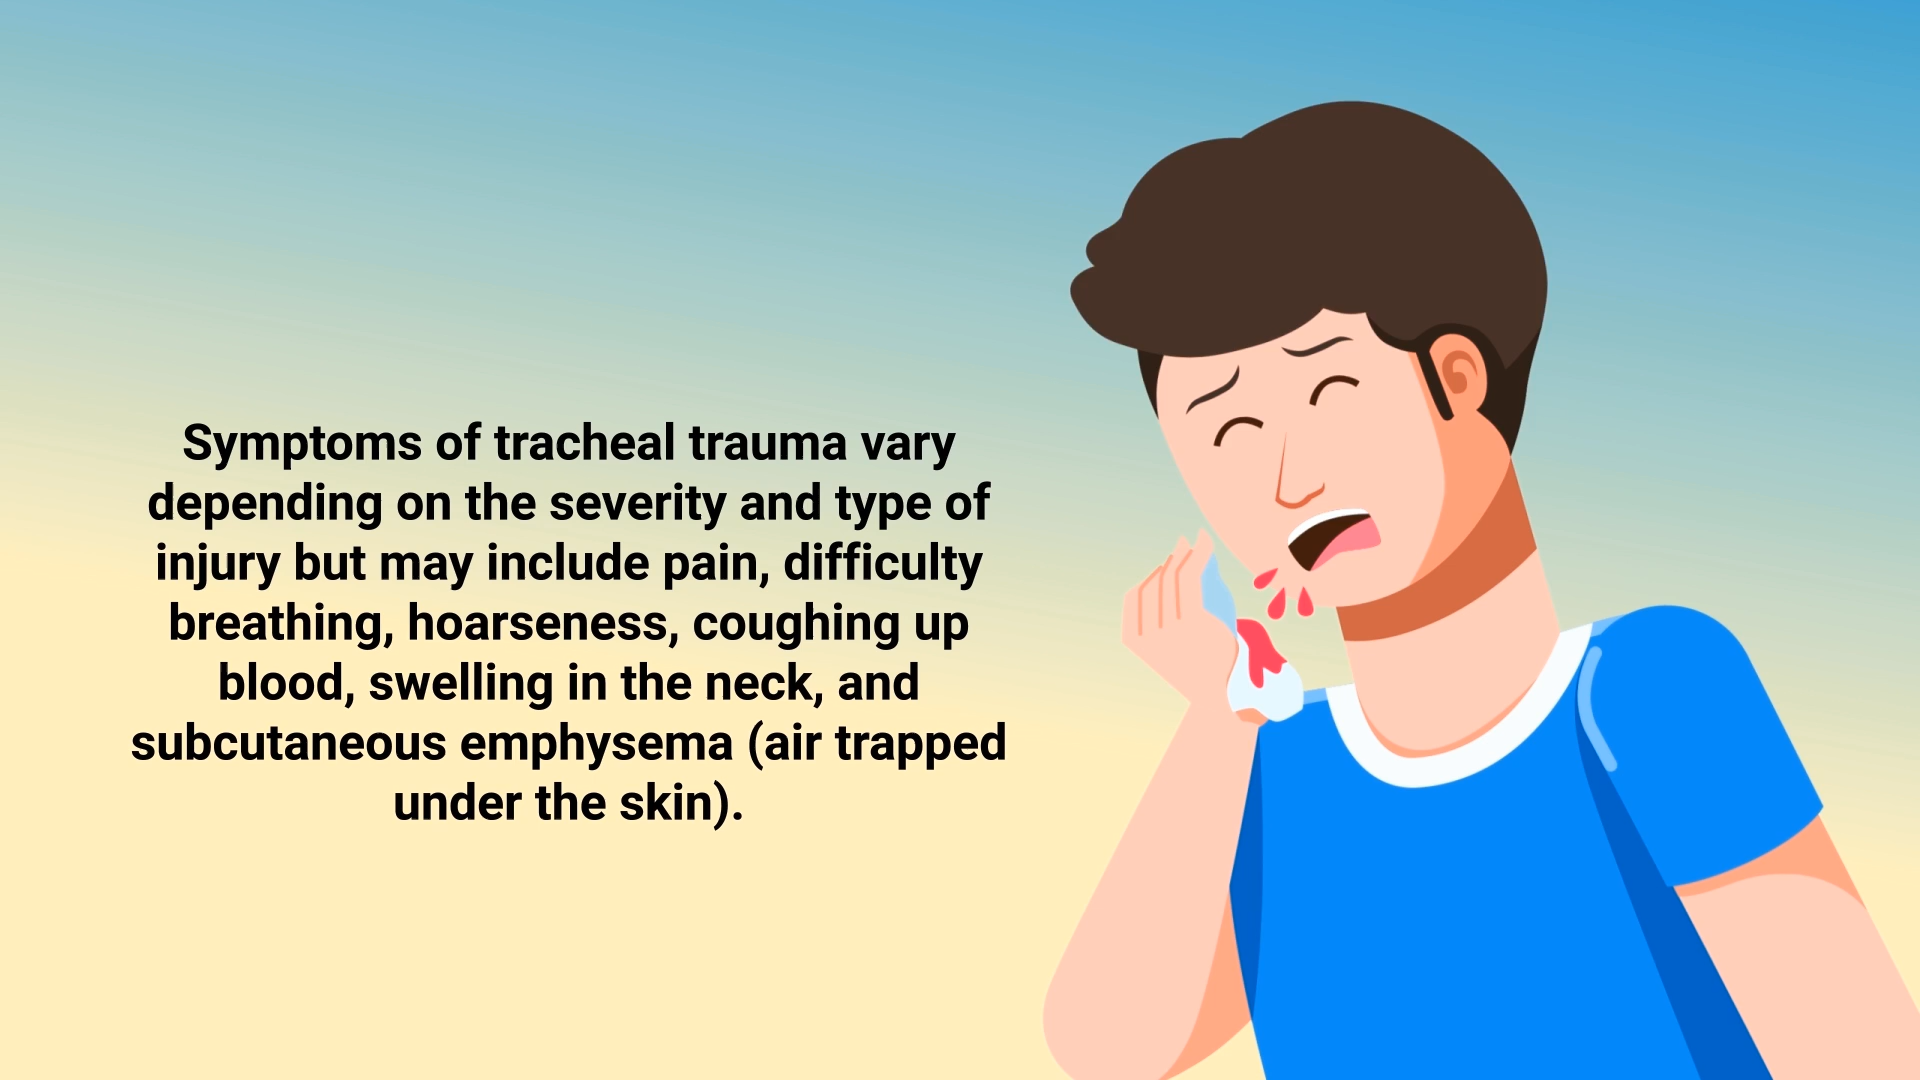 Symptoms of tracheal trauma vary
depending on the severity and type of
injury but may include pain, difficulty
breathing, hoarseness, coughing up
blood, swelling in the neck, and
subcutaneous emphysema (air trapped
under the skin).